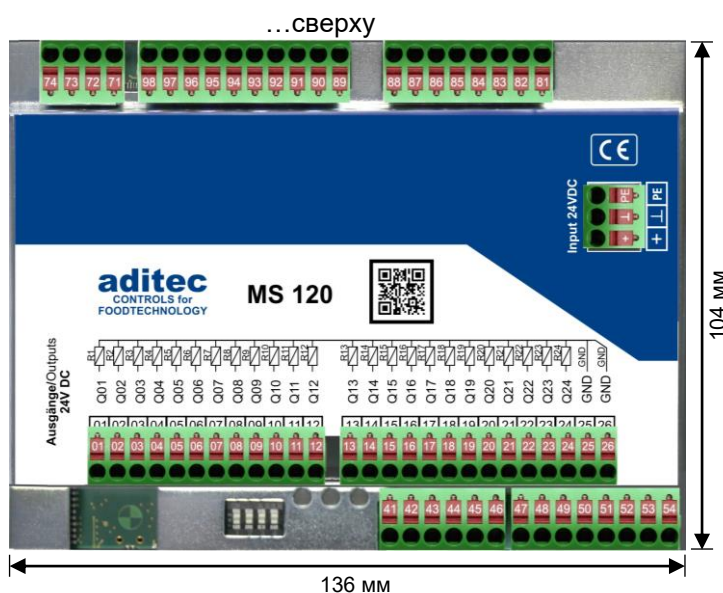 …сверху
74 73 72 71 98 97 96 95 94 93 92 91 90 89 88 87 86 85 84 83 82 81
CE
Input 24VDC
PE PE
⊥ ⊥
+ +
104 мм
aditec
CONTROLS for
FOODTECHNOLOGY
MS 120
Ausgänge/Outputs
24V DC
R1 R2 R3 R4 R5 R6 R7 R8 R9 R10 R11 R12 R13 R14 R15 R16 R17 R18 R19 R20 R21 R22 R23 R24 GND GND
Q01 Q02 Q03 Q04 Q05 Q06 Q07 Q08 Q09 Q10 Q11 Q12 Q13 Q14 Q15 Q16 Q17 Q18 Q19 Q20 Q21 Q22 Q23 Q24 GND GND
01 02 03 04 05 06 07 08 09 10 11 12 13 14 15 16 17 18 19 20 21 22 23 24 25 26
01 02 03 04 05 06 07 08 09 10 11 12 13 14 15 16 17 18 19 20 21 22 23 24 25 26
41 42 43 44 45 46 47 48 49 50 51 52 53 54
136 мм